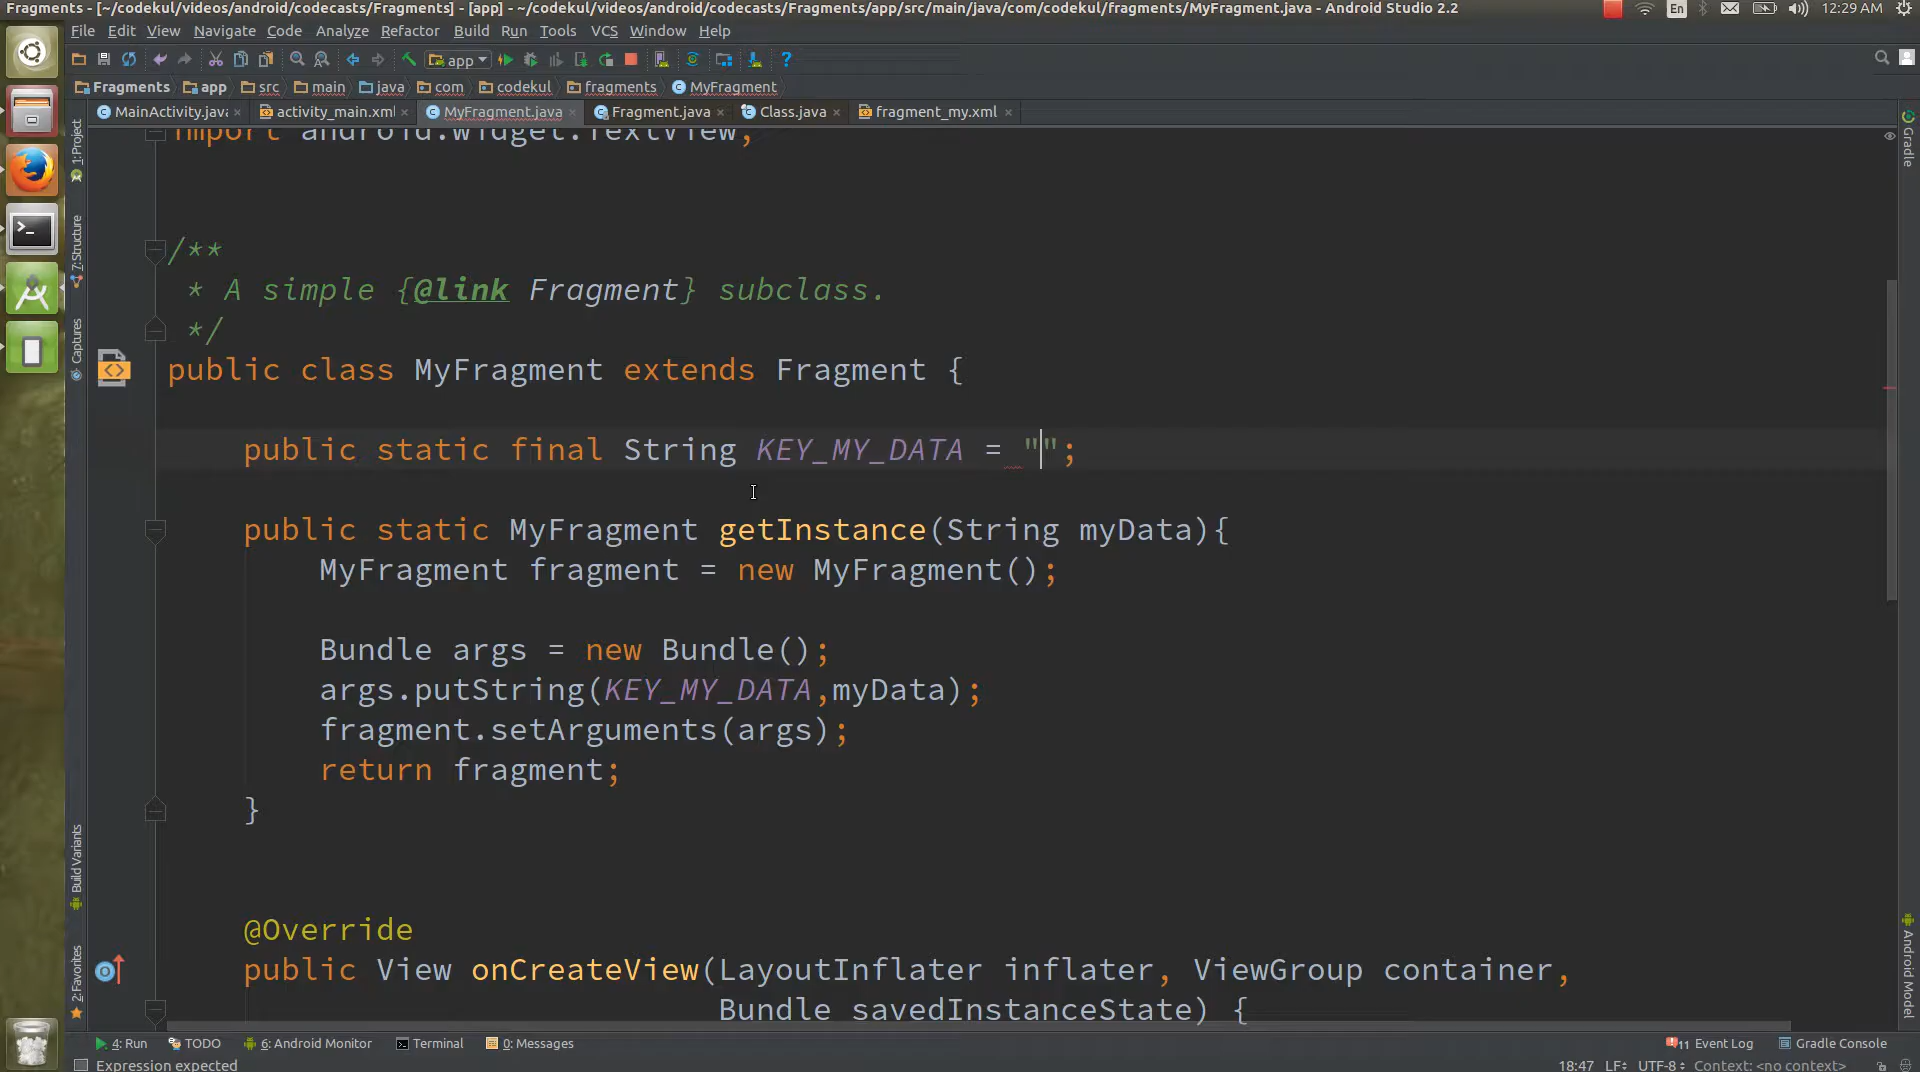 Fragments - [~/codekul/videos/android/codecasts/Fragments] - [app] - ~/codekul/videos/android/codecasts/Fragments/app/src/main/java/com/codekul/fragments/MyFragment.java - Android Studio 2.2
En
12:29 AM
File Edit View Navigate Code Analyze Refactor Build Run Tools VCS Window Help
app
Fragments app src main java com codekul fragments MyFragment
MainActivity.java activity_main.xml MyFragment.java Fragment.java Class.java fragment_my.xml
import android.widget.TextView;
/**
* A simple {@link Fragment} subclass.
*/
public class MyFragment extends Fragment {
public static final String KEY_MY_DATA = "";
public static MyFragment getInstance(String myData){
MyFragment fragment = new MyFragment();
Bundle args = new Bundle();
args.putString(KEY_MY_DATA,myData);
fragment.setArguments(args);
return fragment;
}
@Override
public View onCreateView(LayoutInflater inflater, ViewGroup container,
Bundle savedInstanceState) {
1: Project
7: Structure
Captures
Build Variants
2: Favorites
Gradle
Android Model
4: Run TODO 6: Android Monitor Terminal 0: Messages
11 Event Log Gradle Console
Expression expected
18:47 LF UTF-8 Context: <no context>